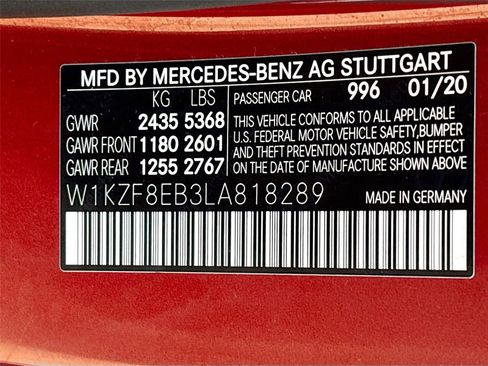 MFD BY MERCEDES-BENZ AG STUTTGART
KG LBS PASSENGER CAR 996 01/20
GVWR 2435 5368
GAWR FRONT 1180 2601
GAWR REAR 1255 2767
THIS VEHICLE CONFORMS TO ALL APPLICABLE
U.S. FEDERAL MOTOR VEHICLE SAFETY, BUMPER
AND THEFT PREVENTION STANDARDS IN EFFECT
ON THE DATE OF MANUFACTURE SHOWN ABOVE.
W1KZF8EB3LA818289 MADE IN GERMANY